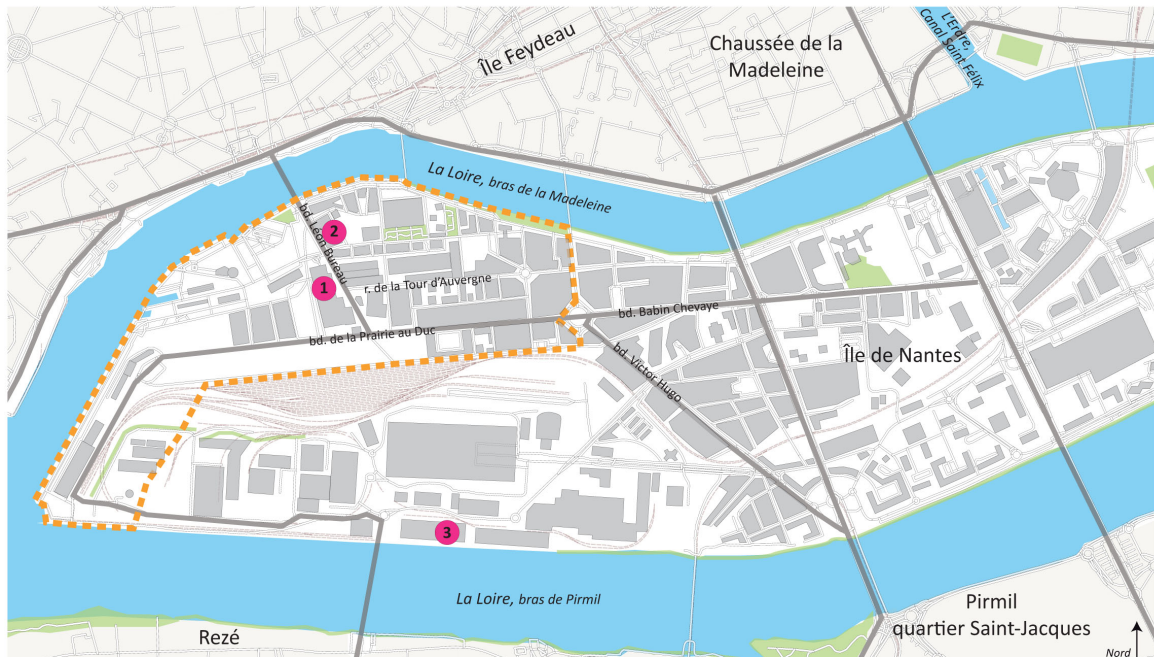 Île Feydeau
Chaussée de la
Madeleine
L'Erdre,
Canal Saint Félix
La Loire, bras de la Madeleine
bd. Léon Bureau
2
1
r. de la Tour d'Auvergne
bd. de la Prairie au Duc
bd. Babin Chevaye
bd. Victor Hugo
Île de Nantes
3
La Loire, bras de Pirmil
Rezé
Pirmil
quartier Saint-Jacques
Nord